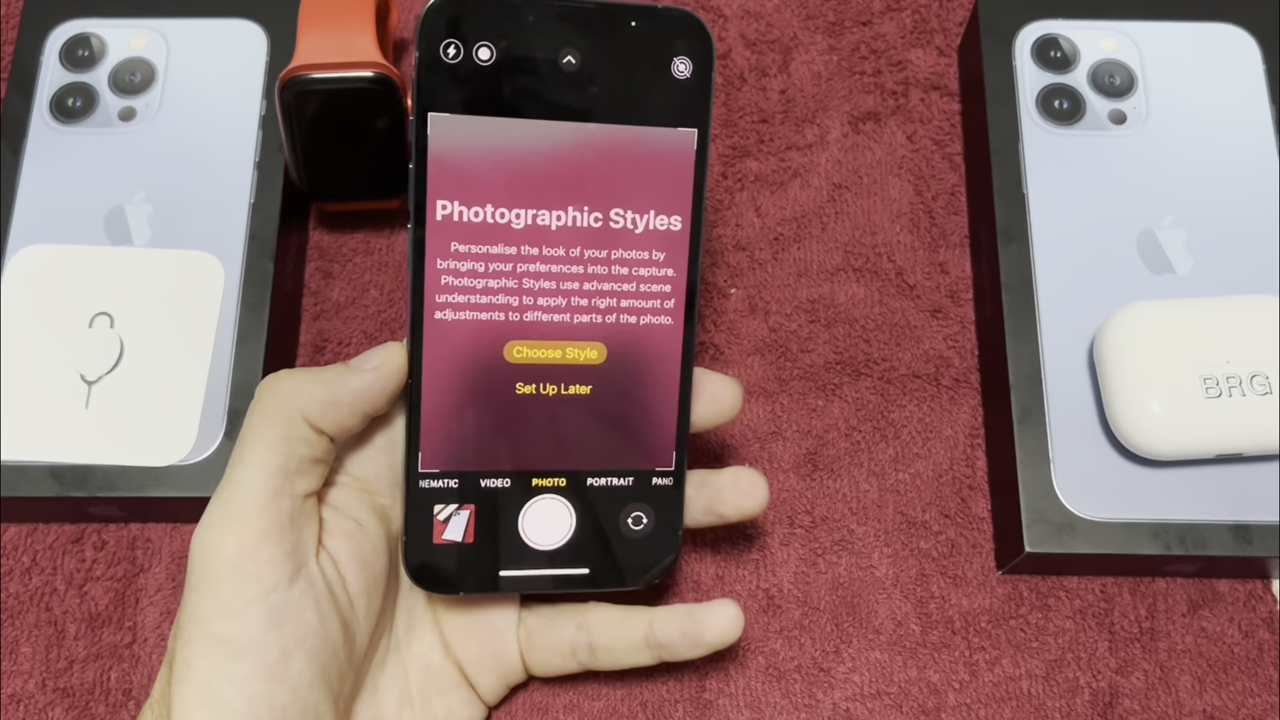 Photographic Styles
Personalise the look of your photos by
bringing your preferences into the capture.
Photographic Styles use advanced scene
understanding to apply the right amount of
adjustments to different parts of the photo.
Choose Style
Set Up Later
NEMATIC VIDEO PHOTO PORTRAIT PANO
BRG